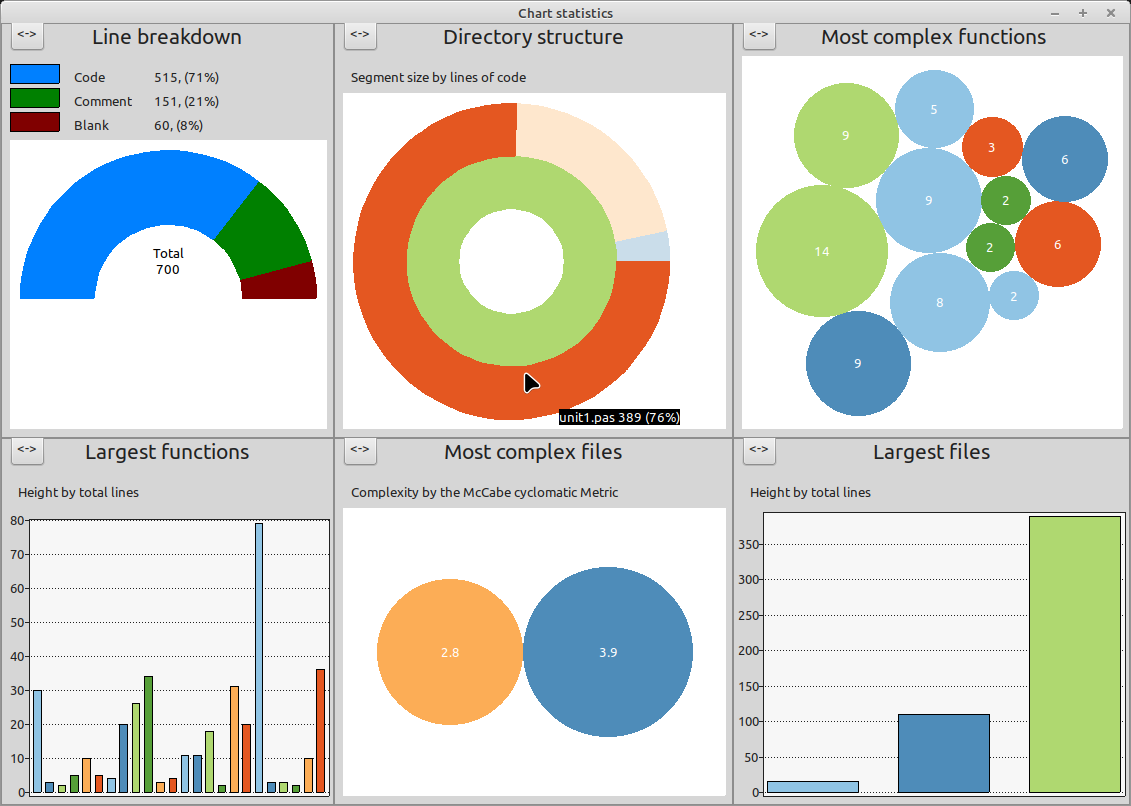 Chart statistics
<-> Line breakdown
Code 515, (71%)
Comment 151, (21%)
Blank 60, (8%)
Total
700
<-> Directory structure
Segment size by lines of code
unit1.pas 389 (76%)
<-> Most complex functions
5
9
3
6
9
2
6
2
14
2
8
9
<-> Largest functions
Height by total lines
80
70
60
50
40
30
20
10
0
<-> Most complex files
Complexity by the McCabe cyclomatic Metric
2.8 3.9
<-> Largest files
Height by total lines
350
300
250
200
150
100
50
0